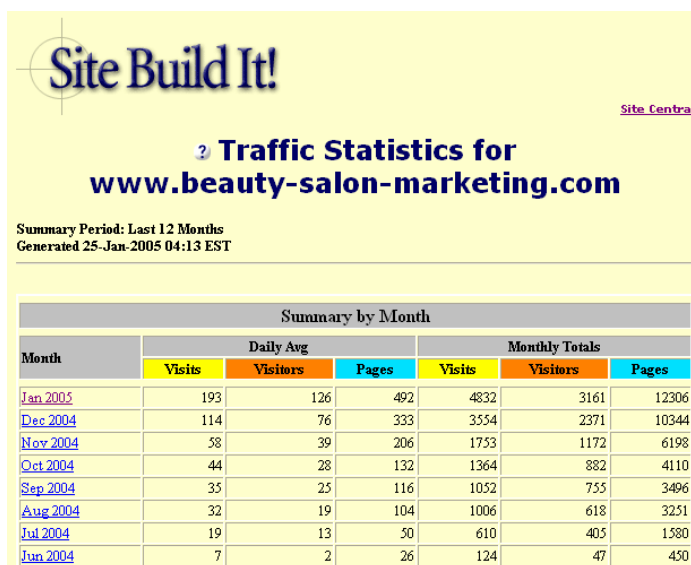 Site Build It!
Site Centra
? Traffic Statistics for
www.beauty-salon-marketing.com
Summary Period: Last 12 Months
Generated 25-Jan-2005 04:13 EST
Summary by Month
Month Daily Avg Monthly Totals
Visits Visitors Pages Visits Visitors Pages
Jan 2005 193 126 492 4832 3161 12306
Dec 2004 114 76 333 3554 2371 10344
Nov 2004 58 39 206 1753 1172 6198
Oct 2004 44 28 132 1364 882 4110
Sep 2004 35 25 116 1052 755 3496
Aug 2004 32 19 104 1006 618 3251
Jul 2004 19 13 50 610 405 1580
Jun 2004 7 2 26 124 47 450